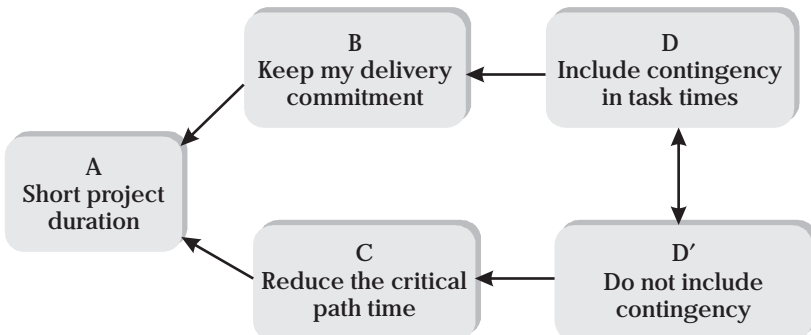 B
Keep my delivery
commitment
D
Include contingency
in task times
A
Short project
duration
C
Reduce the critical
path time
D′
Do not include
contingency